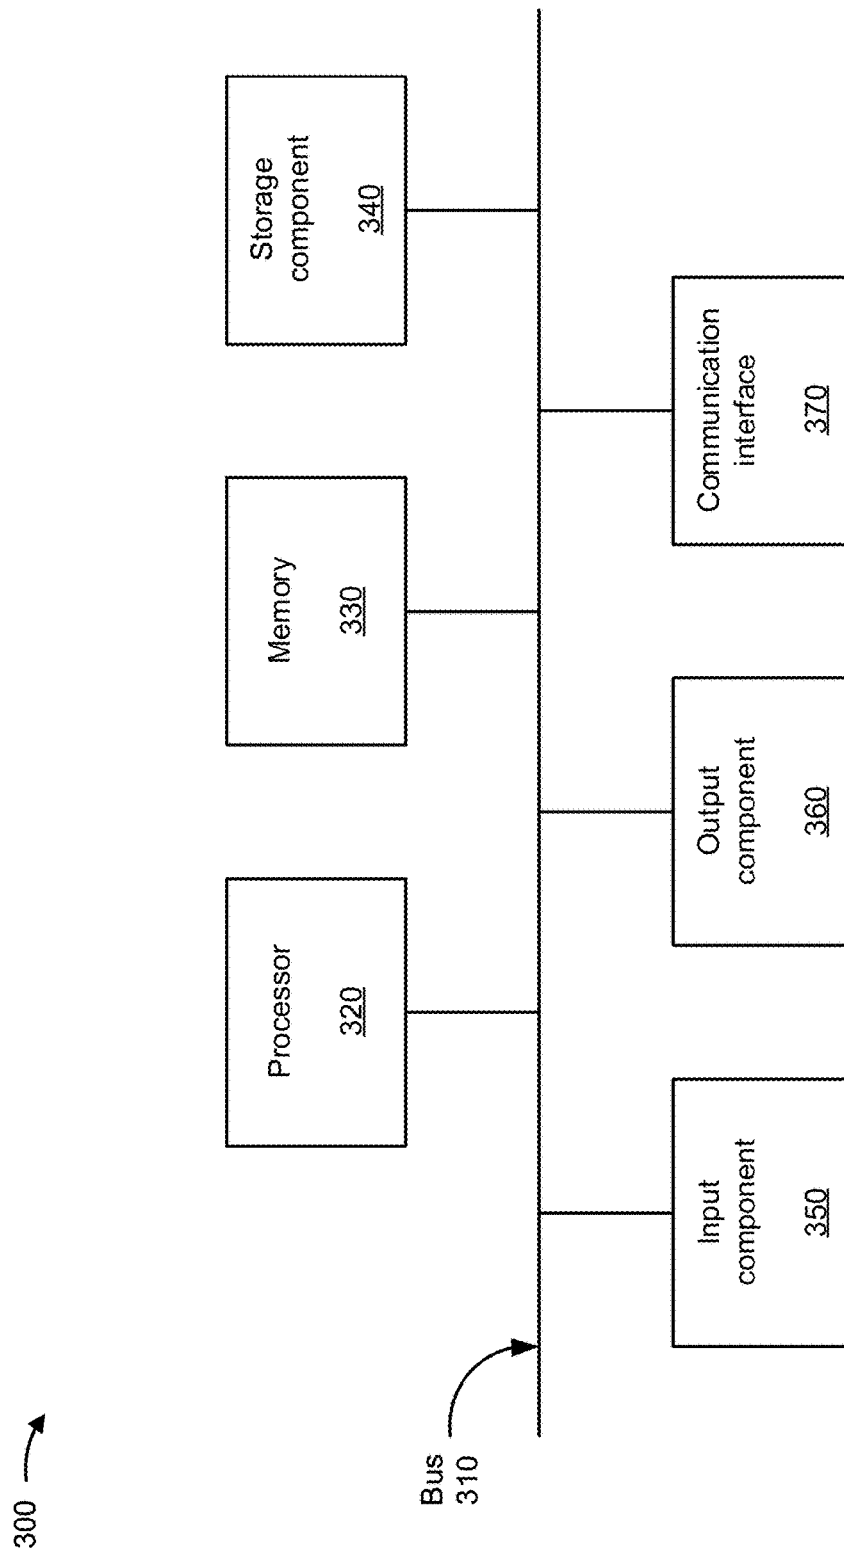 300
Processor
320
Memory
330
Storage
component
340
Bus
310
Input
component
350
Output
component
360
Communication
interface
370